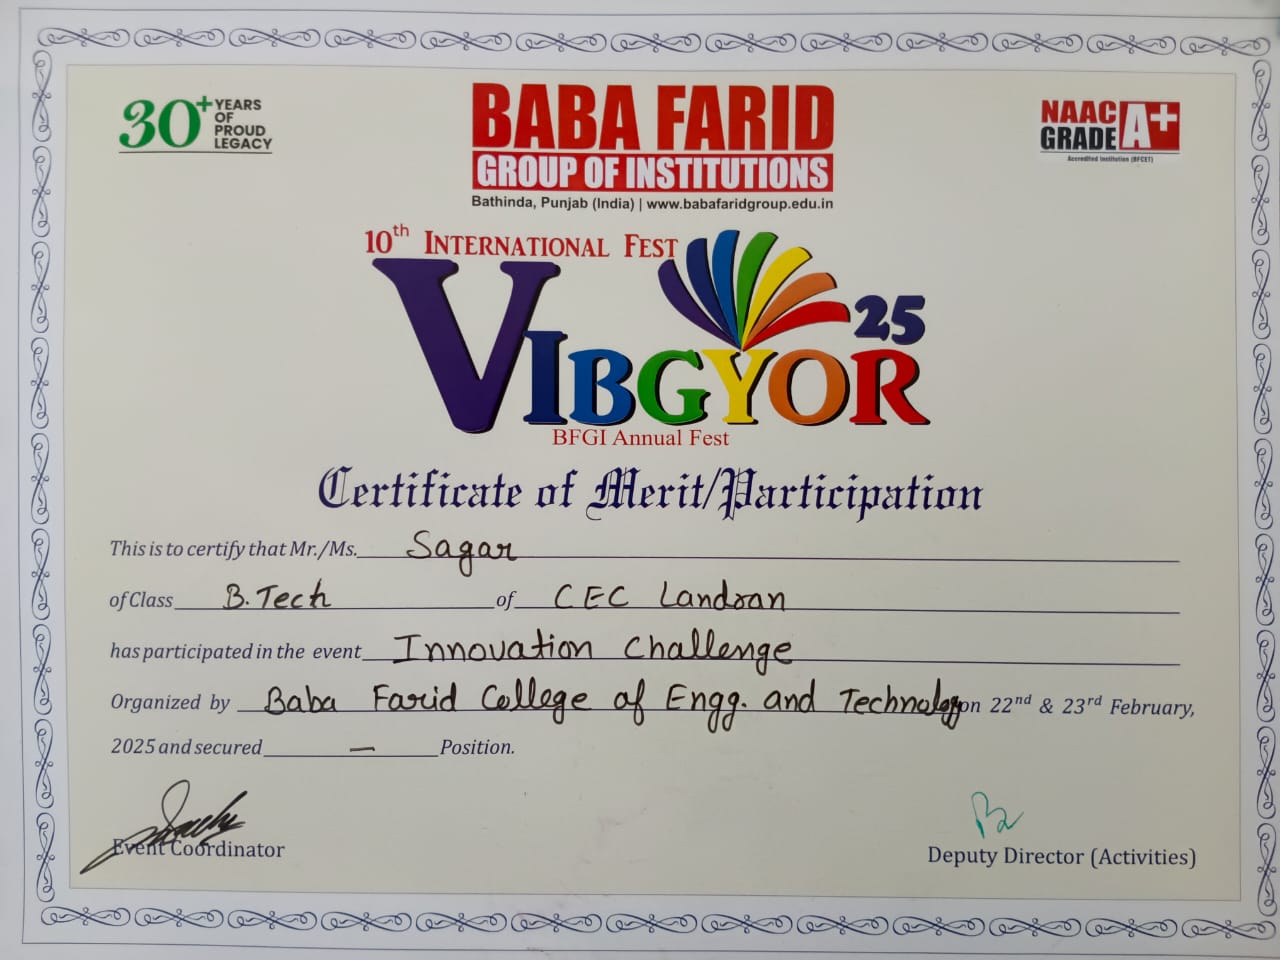 30+ YEARS
OF
PROUD
LEGACY
BABA FARID
GROUP OF INSTITUTIONS
Bathinda, Punjab (India) | www.babafaridgroup.edu.in
NAAC
GRADE A+
Accredited Institution (BFCET)
10th INTERNATIONAL FEST
VIBGYOR 25
BFGI Annual Fest
Certificate of Merit/Participation
This is to certify that Mr./Ms. Sagar
of Class B.Tech of CEC Landran
has participated in the event Innovation Challenge
Organized by Baba Farid College of Engg. and Technology on 22nd & 23rd February,
2025 and secured — Position.
Event Coordinator
Deputy Director (Activities)